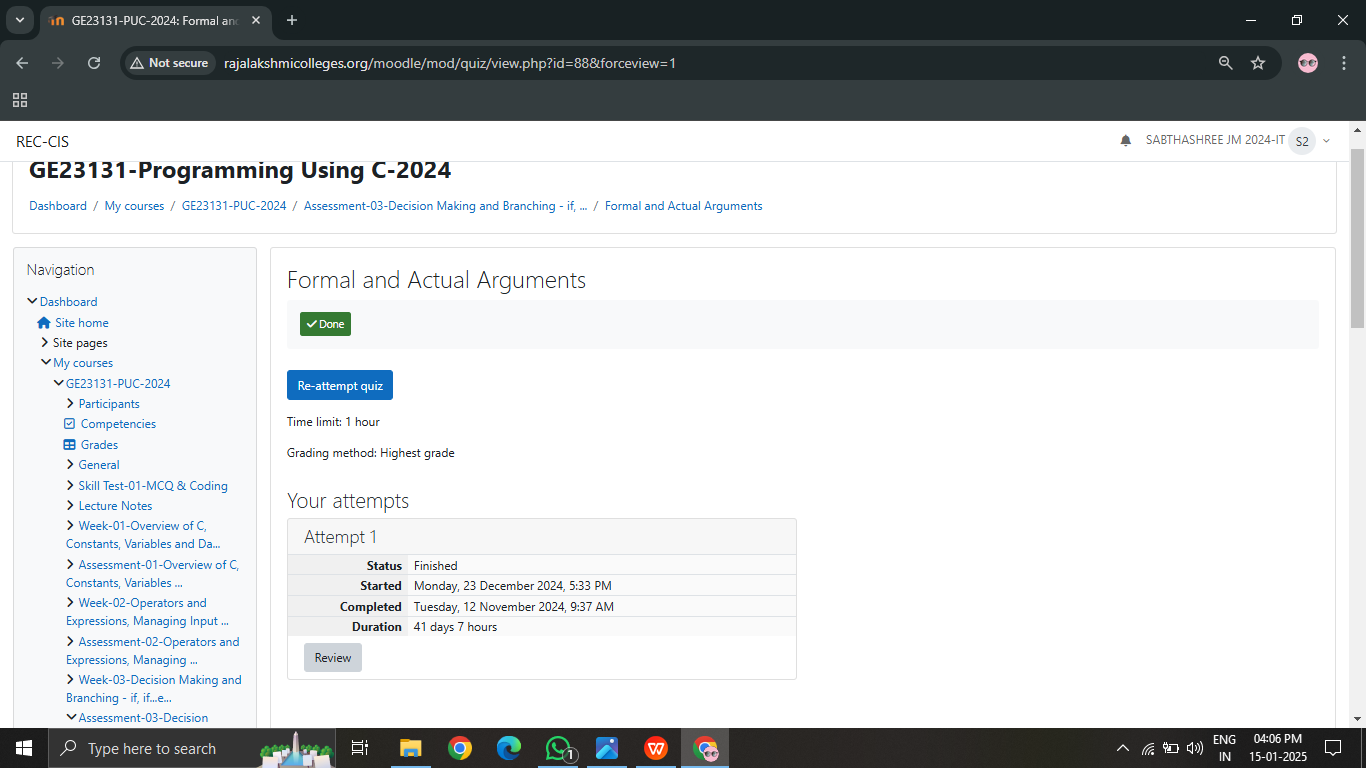 GE23131-PUC-2024: Formal and
Not secure
rajalakshmicolleges.org/moodle/mod/quiz/view.php?id=88&forceview=1
REC-CIS
SABTHASHREE JM 2024-IT
S2
GE23131-Programming Using C-2024
Dashboard / My courses / GE23131-PUC-2024 / Assessment-03-Decision Making and Branching - if, ... / Formal and Actual Arguments
Navigation
Dashboard
Site home
Site pages
My courses
GE23131-PUC-2024
Participants
Competencies
Grades
General
Skill Test-01-MCQ & Coding
Lecture Notes
Week-01-Overview of C,
Constants, Variables and Da...
Assessment-01-Overview of C,
Constants, Variables ...
Week-02-Operators and
Expressions, Managing Input ...
Assessment-02-Operators and
Expressions, Managing ...
Week-03-Decision Making and
Branching - if, if...e...
Assessment-03-Decision
Formal and Actual Arguments
Done
Re-attempt quiz
Time limit: 1 hour
Grading method: Highest grade
Your attempts
Attempt 1
Status Finished
Started Monday, 23 December 2024, 5:33 PM
Completed Tuesday, 12 November 2024, 9:37 AM
Duration 41 days 7 hours
Review
Type here to search
1
ENG
IN
04:06 PM
15-01-2025